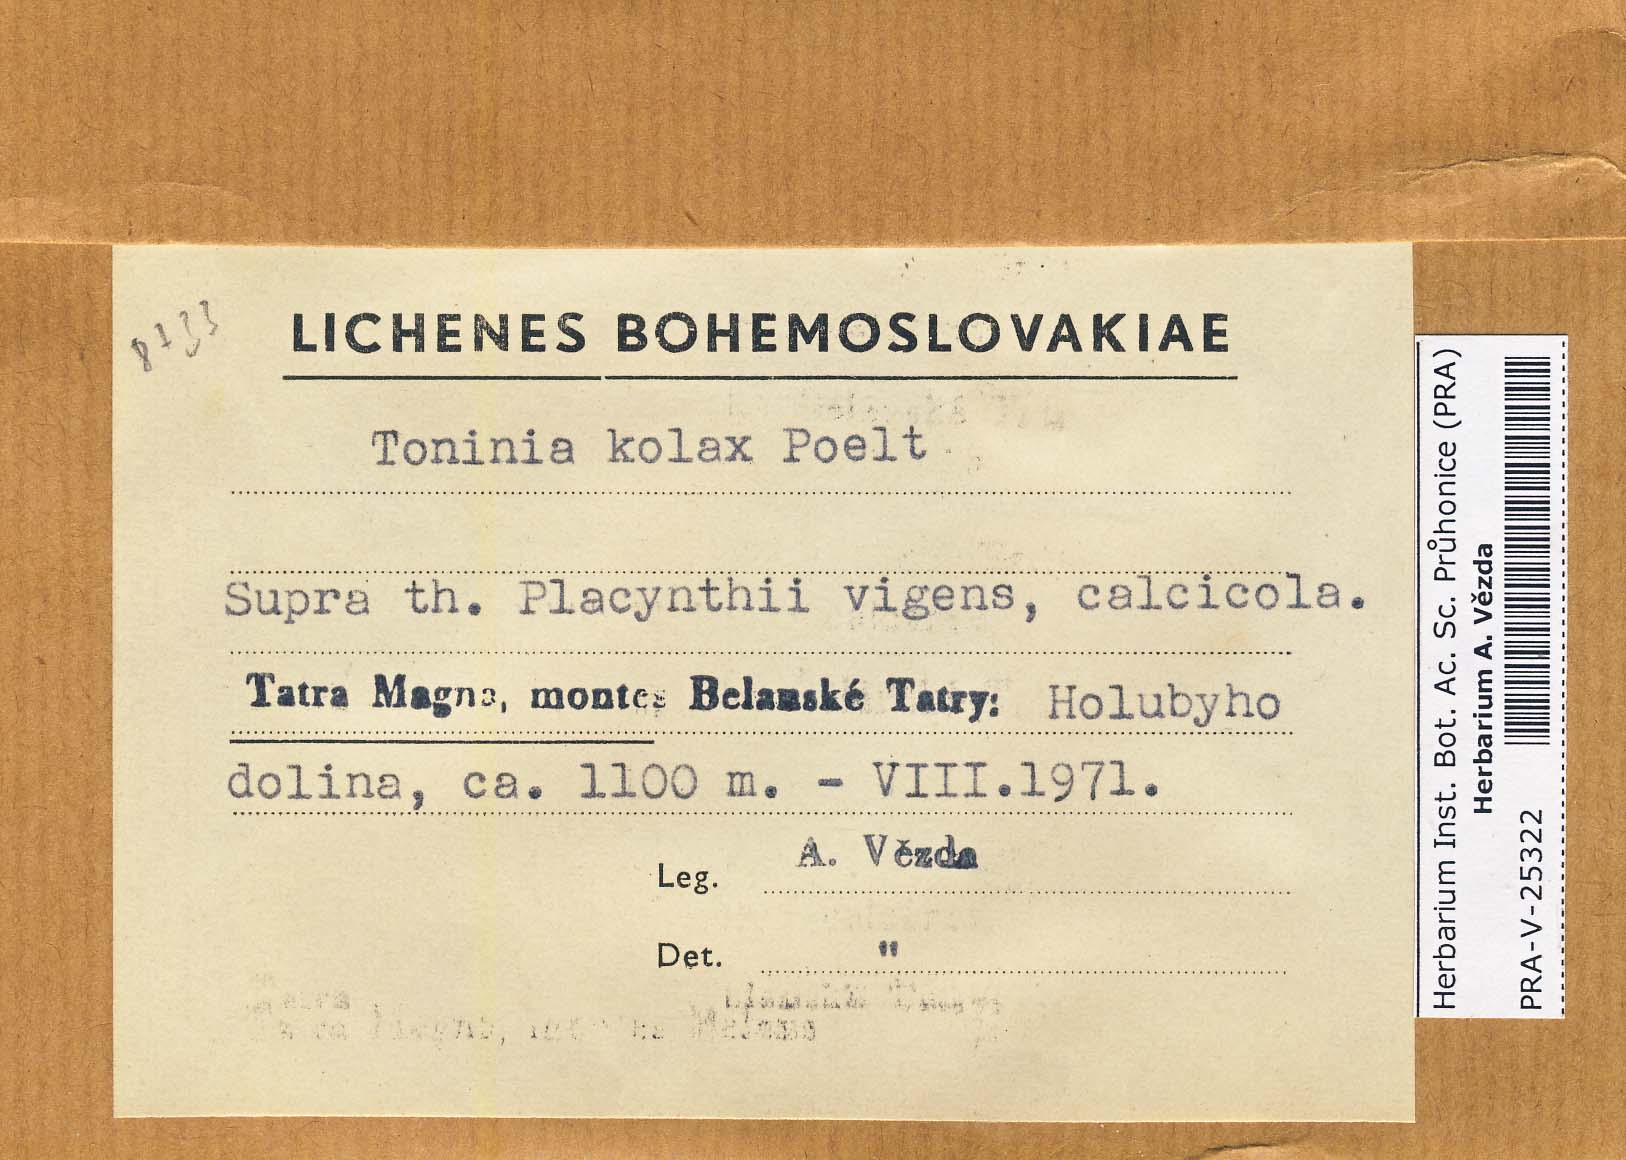 LICHENES BOHEMOSLOVAKIAE
Toninia kolax Poelt
Supra th. Placynthii vigens, calcicola.
Tatra Magna, montes Belanské Tatry: Holubyho
dolina, ca. 1100 m. - VIII.1971.
Leg. A. Vězda
Det. "
Herbarium Inst. Bot. Ac. Sc. Průhonice (PRA)
Herbarium A. Vězda
PRA-V-25322